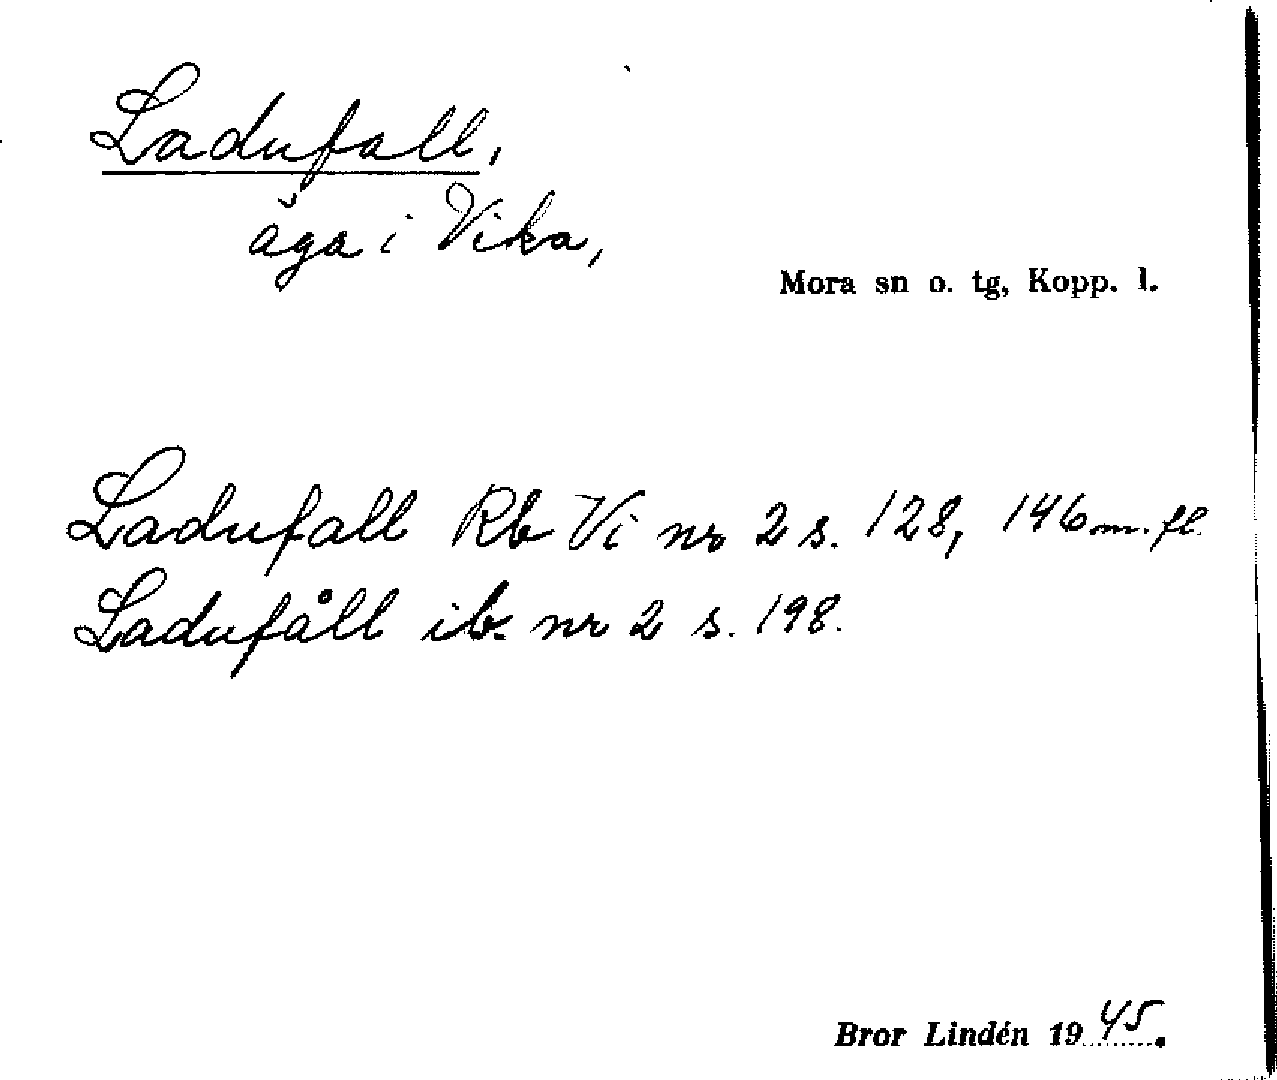 Ladufall,
äga i Vika,
Mora sn o. tg, Kopp. l.
Ladufall Rb Vi nr 2 s. 128, 146 m. fl.
Ladufåll ib. nr 2 s. 198.
Bror Lindén 1945.